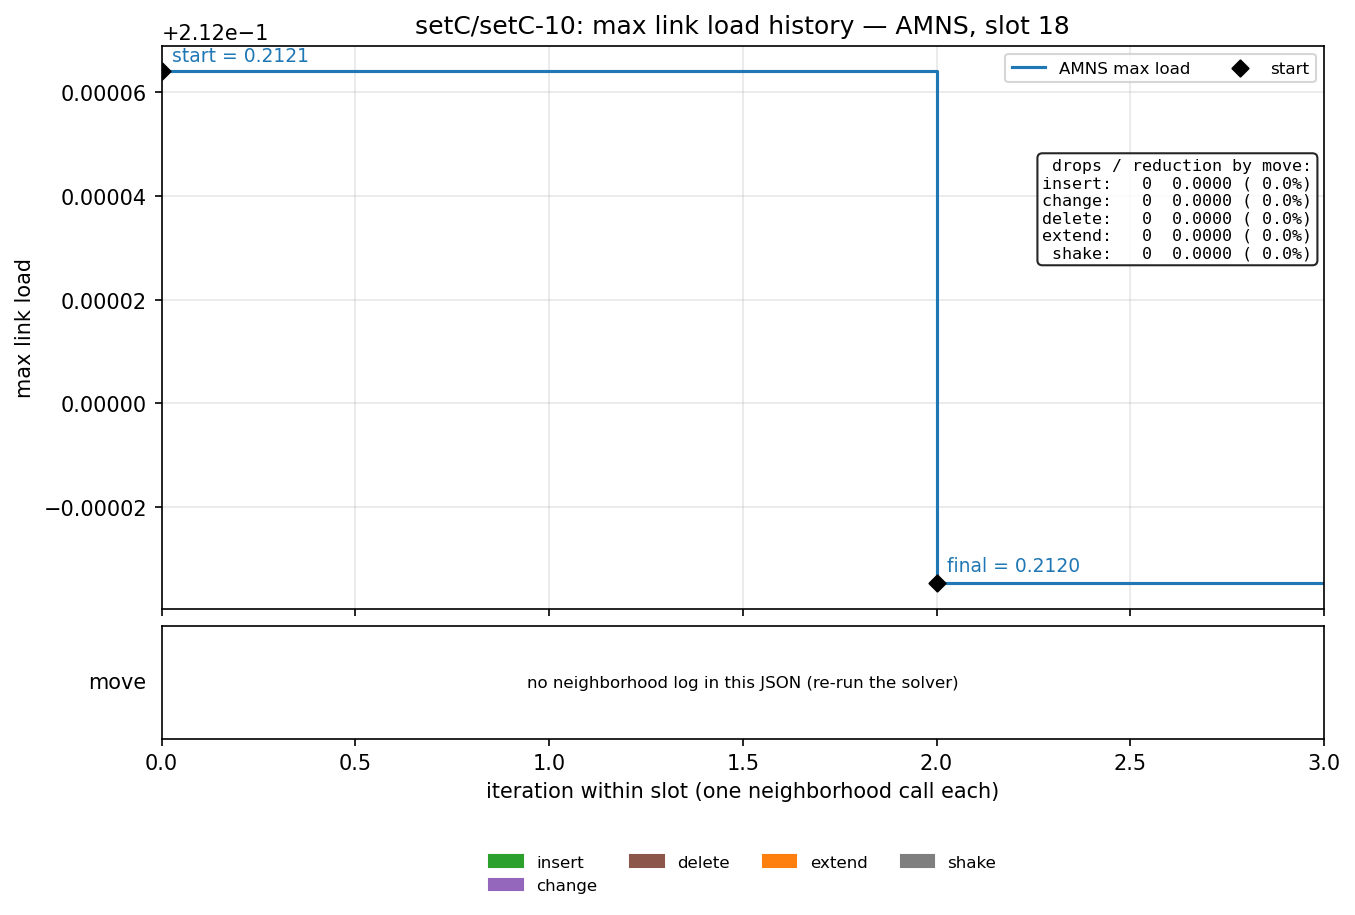 setC/setC-10: max link load history — AMNS, slot 18
+2.12e−1
start = 0.2121
AMNS max load
start
0.00006
0.00004
0.00002
0.00000
−0.00002
max link load
drops / reduction by move:
insert:   0  0.0000 ( 0.0%)
change:   0  0.0000 ( 0.0%)
delete:   0  0.0000 ( 0.0%)
extend:   0  0.0000 ( 0.0%)
shake:   0  0.0000 ( 0.0%)
final = 0.2120
move
no neighborhood log in this JSON (re-run the solver)
0.0 0.5 1.0 1.5 2.0 2.5 3.0
iteration within slot (one neighborhood call each)
insert delete extend shake
change